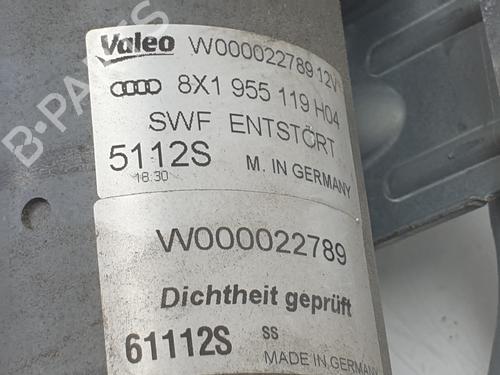 Valeo W000022789 12V
8X1 955 119 H04
SWF ENTSTÖRT
5112S M. IN GERMANY
18:30
W000022789
Dichtheit geprüft
61112S SS
MADE IN GERMANY
B-PARTS